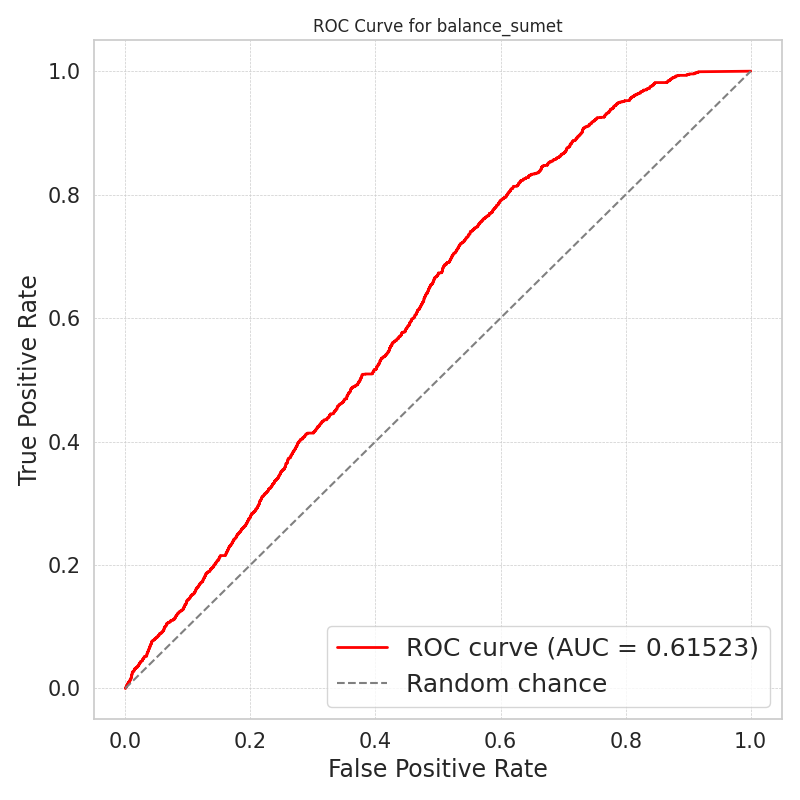 ROC Curve for balance_sumet
1.0
0.8
0.6
0.4
0.2
0.0
True Positive Rate
ROC curve (AUC = 0.61523)
Random chance
0.0 0.2 0.4 0.6 0.8 1.0
False Positive Rate